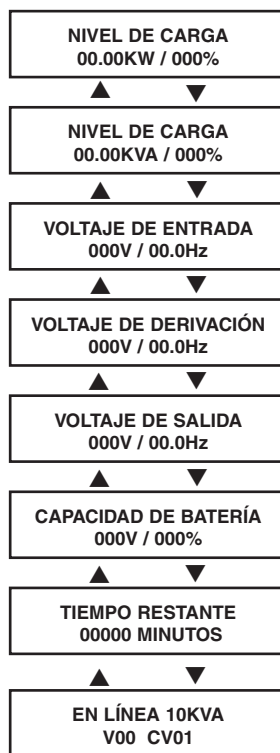 NIVEL DE CARGA
00.00KW / 000%
NIVEL DE CARGA
00.00KVA / 000%
VOLTAJE DE ENTRADA
000V / 00.0Hz
VOLTAJE DE DERIVACIÓN
000V / 00.0Hz
VOLTAJE DE SALIDA
000V / 00.0Hz
CAPACIDAD DE BATERÍA
000V / 000%
TIEMPO RESTANTE
00000 MINUTOS
EN LÍNEA 10KVA
V00 CV01